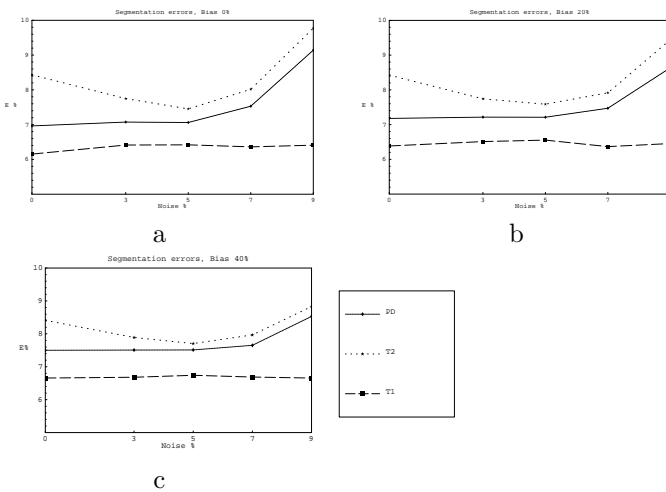 Segmentation errors, Bias 0%
10
9
8
7
6
E %
0 3 5 7 9
Noise %
a
Segmentation errors, Bias 20%
10
9
8
7
6
E %
0 3 5 7 9
Noise %
b
Segmentation errors, Bias 40%
10
9
8
7
6
E%
0 3 5 7 9
Noise %
c
PD
T2
T1